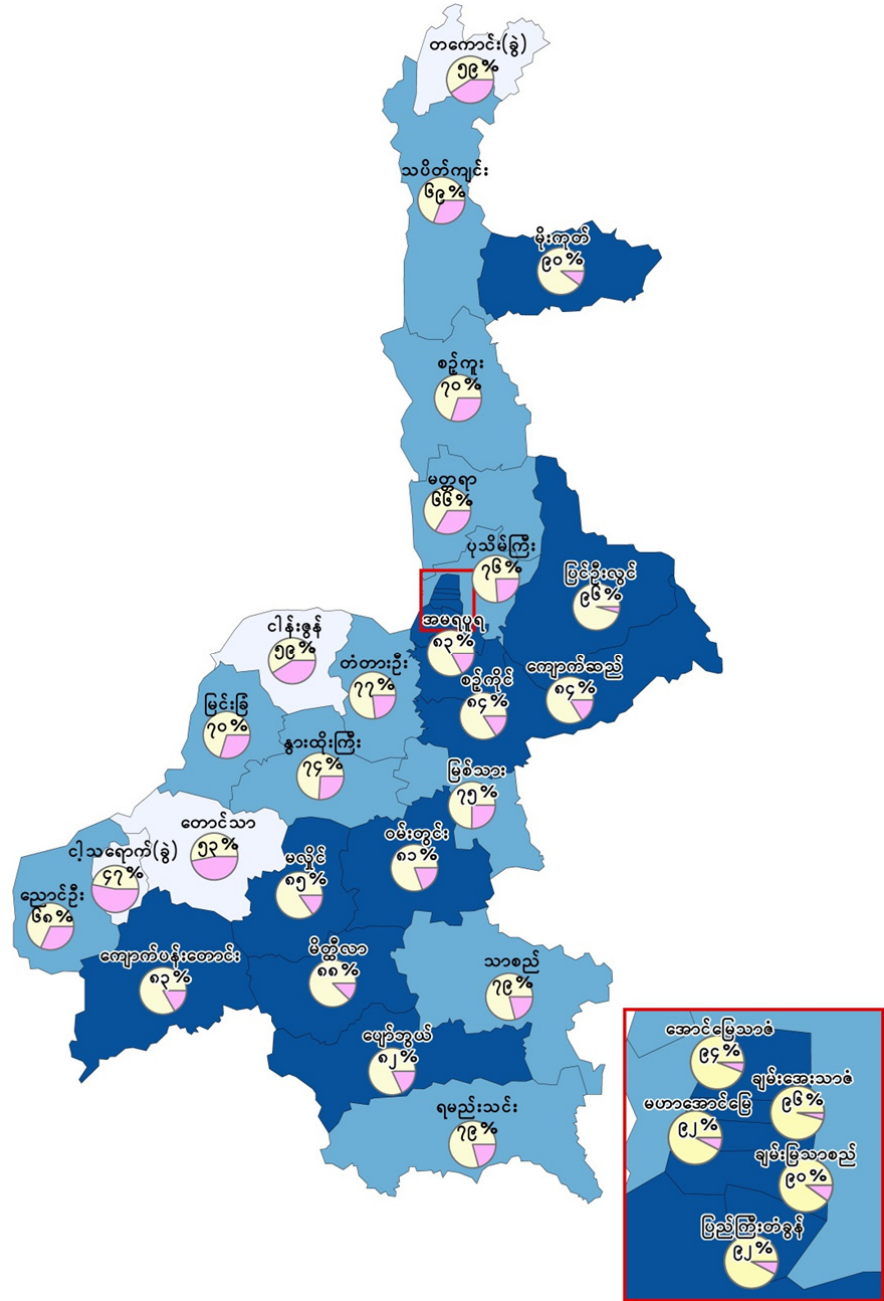 တကောင်း(ခွဲ)
၅၉%
သပိတ်ကျင်း
၆၉%
မိုးကုတ်
၉၀%
စဉ့်ကူး
၇၀%
မတ္တရာ
၆၆%
ပုသိမ်ကြီး
၇၆%
ပြင်ဦးလွင်
၉၆%
အမရပူရ
၈၃%
ငါန်းဇွန်
၅၉%
တံတားဦး
၇၇%
စဉ့်ကိုင်
၈၄%
ကျောက်ဆည်
၈၄%
မြင်းခြံ
၇၀%
နွားထိုးကြီး
၇၄%
မြစ်သား
၇၅%
တောင်သာ
၅၃%
ဝမ်းတွင်း
၈၁%
ငါ့သရောက်(ခွဲ)
၄၇%
မလှိုင်
၈၅%
ညောင်ဦး
၆၈%
ကျောက်ပန်းတောင်း
၈၃%
မိတ္ထီလာ
၈၈%
သာစည်
၇၉%
ပျော်ဘွယ်
၈၂%
ရမည်းသင်း
၇၉%
အောင်မြေသာဇံ
၉၄%
ချမ်းအေးသာဇံ
၉၆%
မဟာအောင်မြေ
၉၂%
ချမ်းမြသာစည်
၉၀%
ပြည်ကြီးတံခွန်
၉၂%